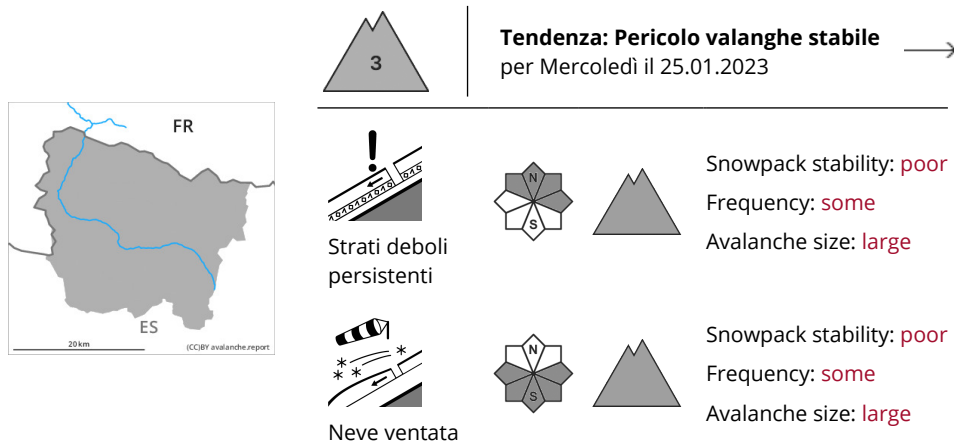 3
Tendenza: Pericolo valanghe stabile
per Mercoledì il 25.01.2023
FR
ES
20 km
(CC)BY avalanche.report
N
S
Snowpack stability: poor
Frequency: some
Avalanche size: large
Strati deboli
persistenti
N
S
Snowpack stability: poor
Frequency: some
Avalanche size: large
Neve ventata